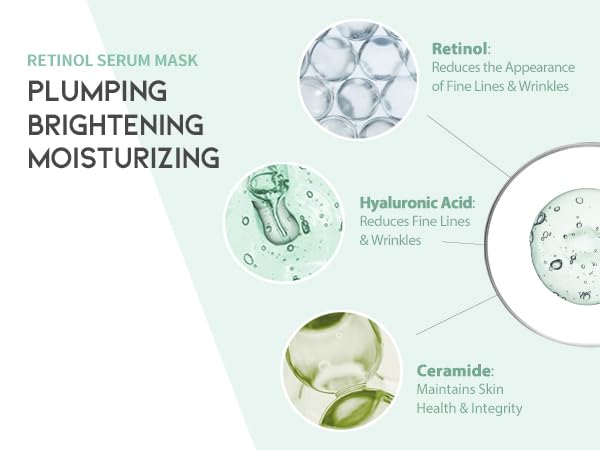 RETINOL SERUM MASK
PLUMPING
BRIGHTENING
MOISTURIZING
Retinol:
Reduces the Appearance
of Fine Lines & Wrinkles
Hyaluronic Acid:
Reduces Fine Lines
& Wrinkles
Ceramide:
Maintains Skin
Health & Integrity